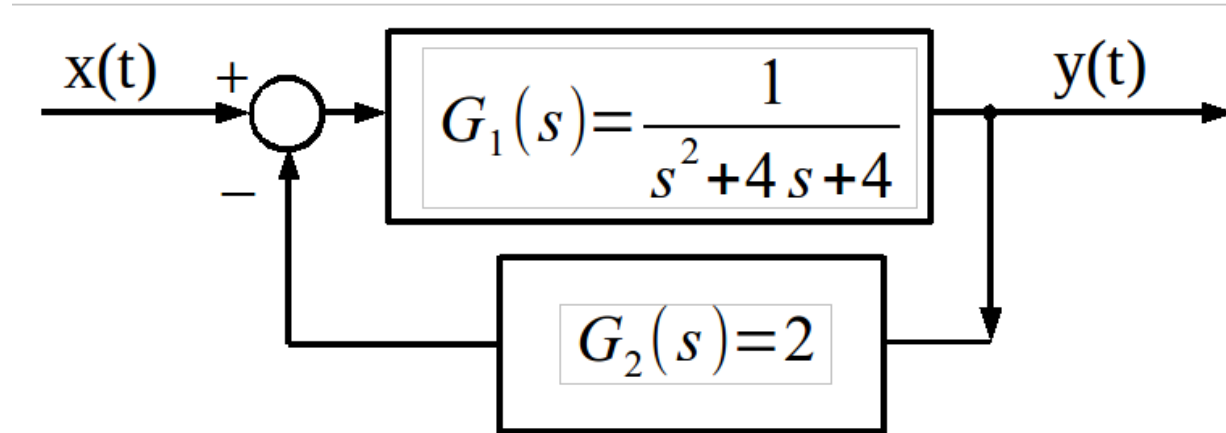 x(t)
+
G₁(s)=1/(s²+4s+4)
y(t)
−
G₂(s)=2